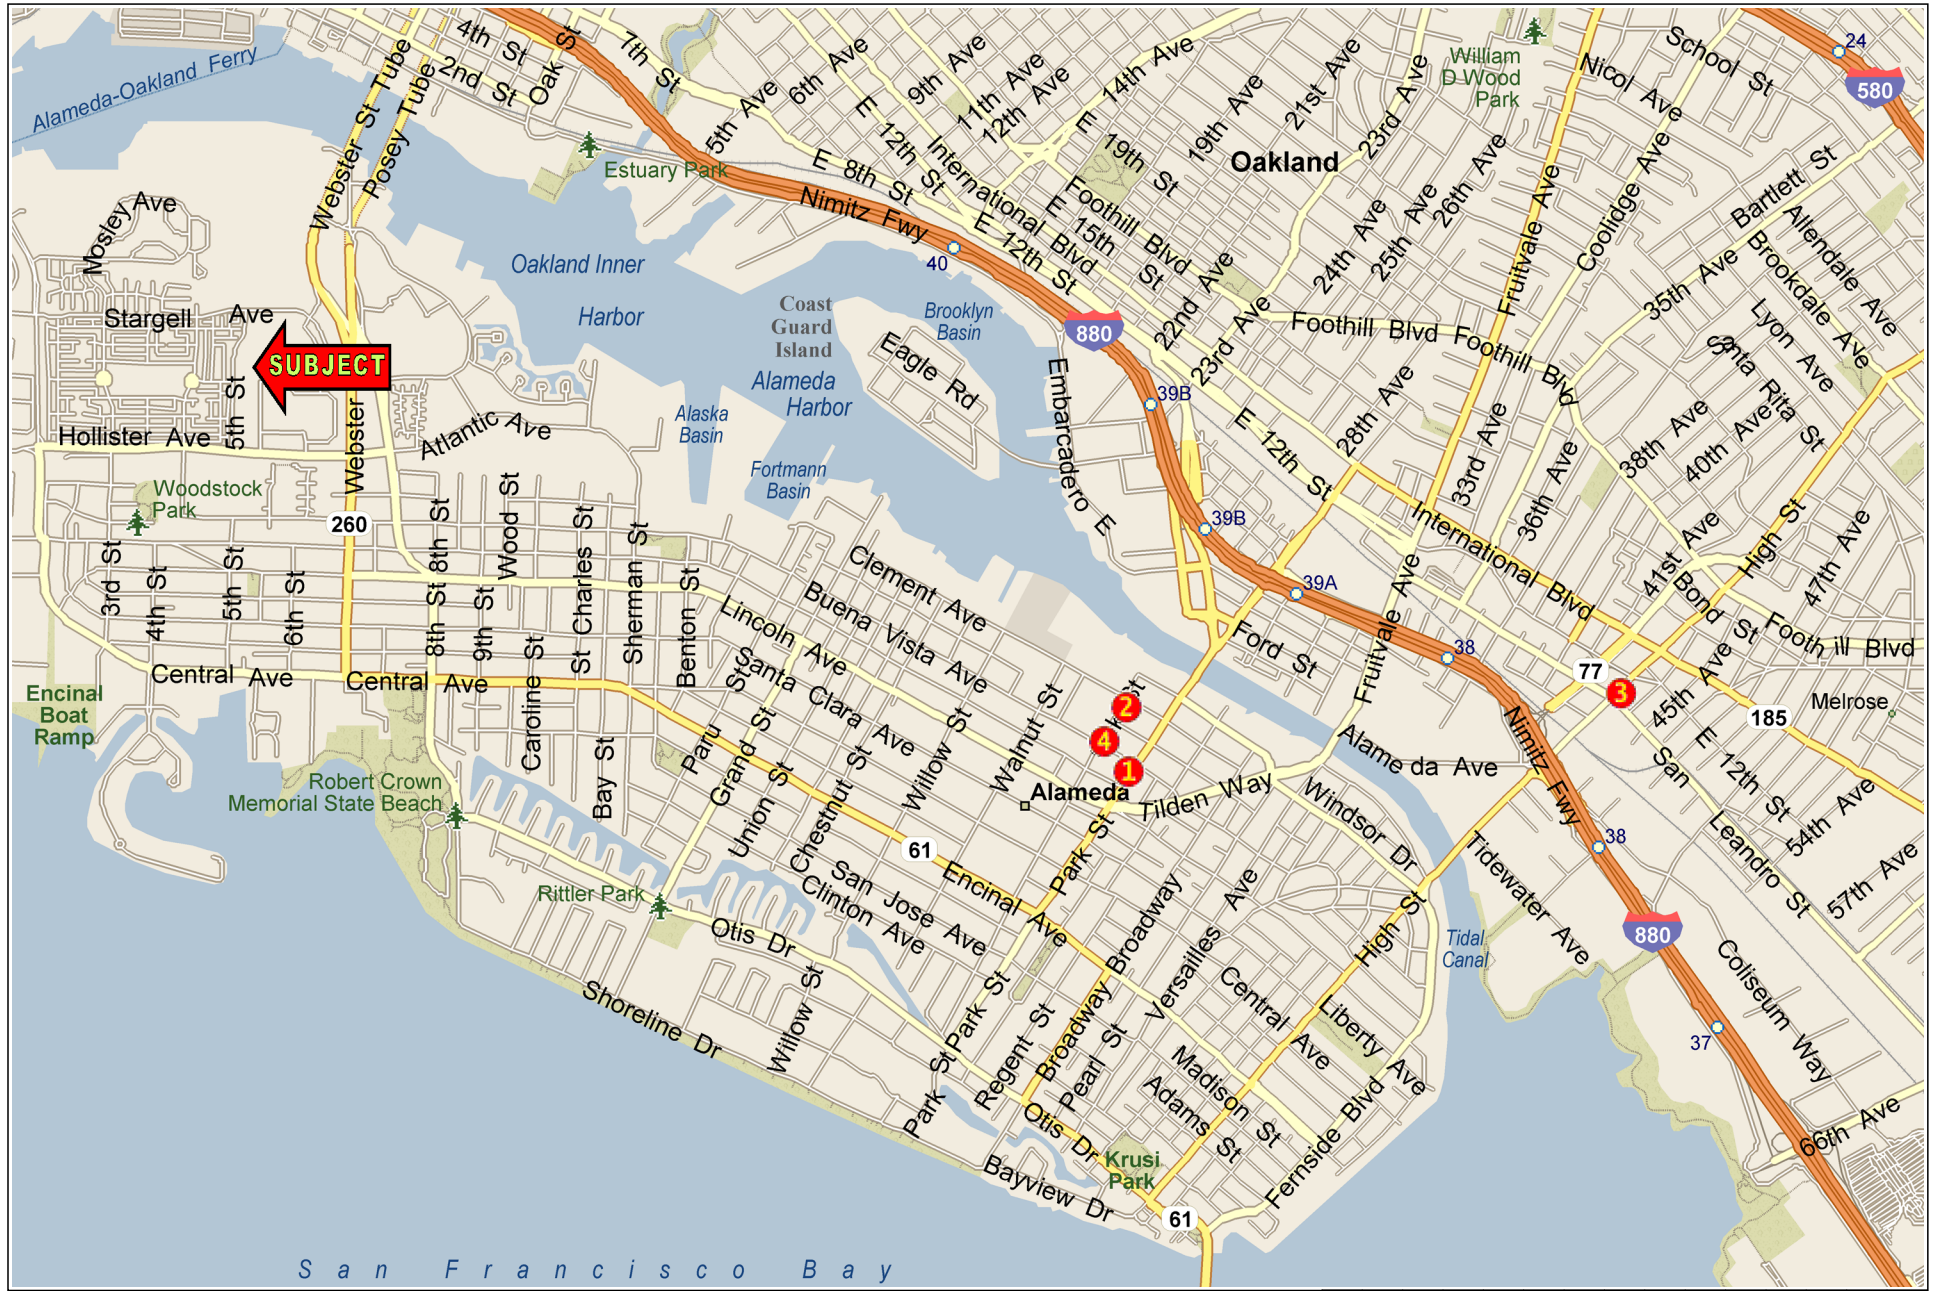 Alameda-Oakland Ferry
4th St
2nd St
Oak St
7th St
Webster St Tube
Posey Tube
5th Ave
6th Ave
9th Ave
11th Ave
12th Ave
E 14th Ave
E 19th St
19th Ave
21st Ave
23rd Ave
Oakland
William
D Wood
Park
Nicol Ave
School St
24
580
Estuary Park
E 8th St
E 12th St
International Blvd
E 15th St
Foothill Blvd
E 12th St
Nimitz Fwy
40
24th Ave
25th Ave
26th Ave
Fruitvale Ave
Coolidge Ave
Bartlett St
Allendale Ave
Brookdale Ave
35th Ave
Lyon Ave
Santa Rita St
Mosley Ave
Stargell Ave
SUBJECT
5th St
Hollister Ave
Webster
Atlantic Ave
Oakland Inner
Harbor
Coast
Guard
Island
Brooklyn
Basin
Alameda
Harbor
Eagle Rd
Alaska
Basin
Fortmann
Basin
Embarcadero E
880
39B
22nd Ave
23rd Ave
Foothill Blvd
Foothill Blvd
28th Ave
E 12th St
33rd Ave
36th Ave
38th Ave
40th Ave
41st Ave
High St
47th Ave
39B
39A
International Blvd
Bond St
Foothill Blvd
Woodstock
Park
260
3rd St
4th St
5th St
6th St
8th St
8th St
9th St
Wood St
St Charles St
Sherman St
Benton St
Caroline St
Bay St
Central Ave
Central Ave
Clement Ave
Buena Vista Ave
Lincoln Ave
Santa Clara Ave
Ford St
Fruitvale Ave
38
77
3
45th Ave
Melrose
185
Encinal
Boat
Ramp
Robert Crown
Memorial State Beach
Paru St
Grand St
Union St
Chestnut St
Willow St
Walnut St
2
4
1
Alameda
Tilden Way
Alameda Ave
Windsor Dr
Nimitz Fwy
E 12th St
San Leandro St
54th Ave
57th Ave
38
Tidewater Ave
880
61
Encinal Ave
San Jose Ave
Clinton Ave
Park St
Broadway
Versailles Ave
High St
Tidal
Canal
Rittler Park
Otis Dr
Shoreline Dr
Willow St
Park St
Park St
Regent St
Broadway
Pearl St
Central Ave
Liberty Ave
Madison St
Adams St
Fernside Blvd
Otis Dr
Krusi
Park
Bayview Dr
61
Coliseum Way
37
66th Ave
San Francisco Bay